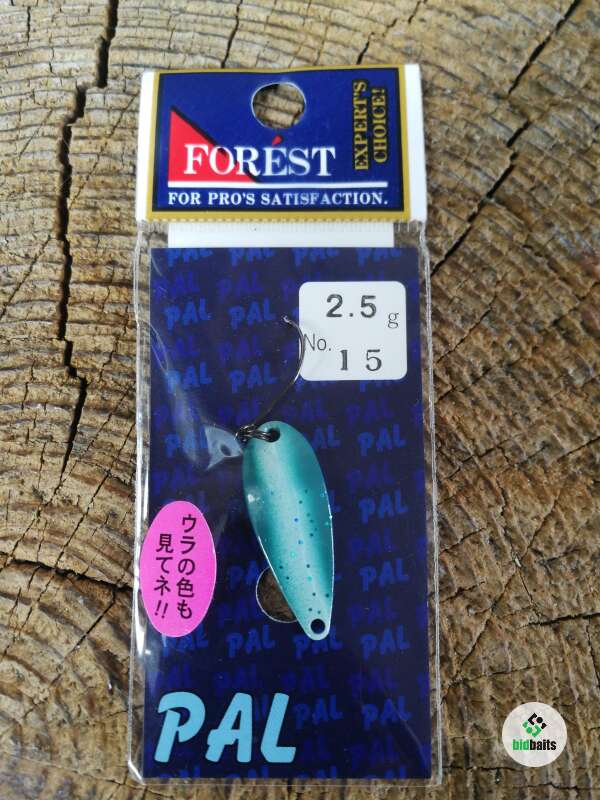 FORÉST
EXPERT'S
CHOICE!
FOR PRO'S SATISFACTION.
2.5g
No. 15
ウラの色も
見てネ!!
PAL
bidbaits